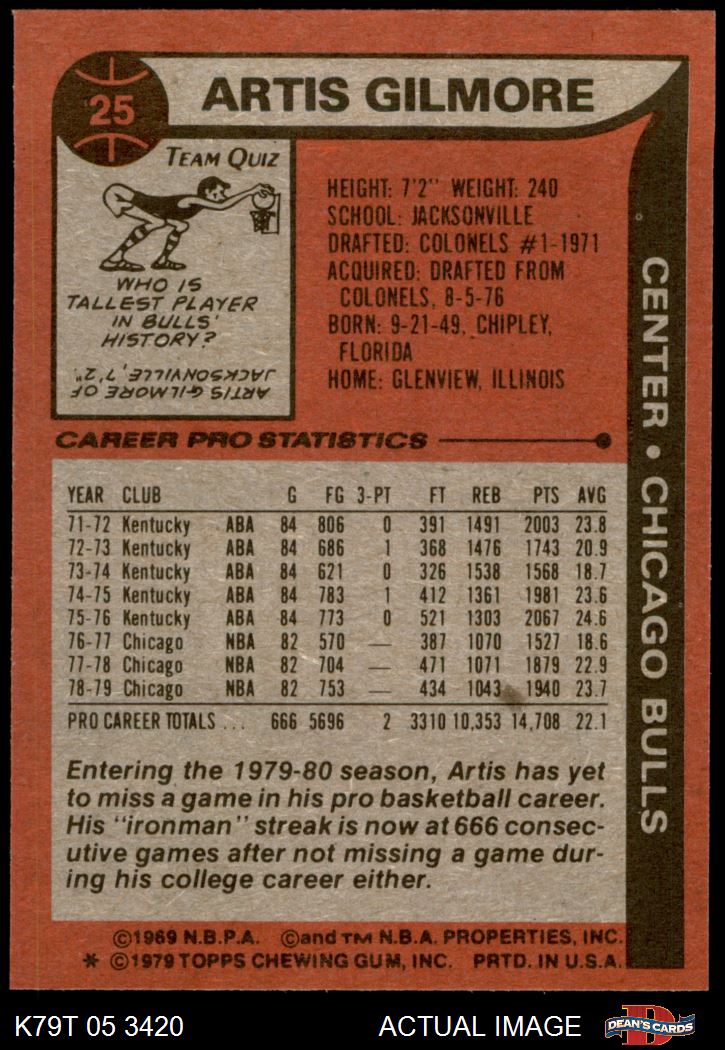 25
ARTIS GILMORE
TEAM QUIZ
WHO IS
TALLEST PLAYER
IN BULLS'
HISTORY?
ARTIS GILMORE OF
JACKSONVILLE, 7'2".
HEIGHT: 7'2" WEIGHT: 240
SCHOOL: JACKSONVILLE
DRAFTED: COLONELS #1-1971
ACQUIRED: DRAFTED FROM
COLONELS, 8-5-76
BORN: 9-21-49, CHIPLEY,
FLORIDA
HOME: GLENVIEW, ILLINOIS
CENTER • CHICAGO BULLS
CAREER PRO STATISTICS
YEAR CLUB G FG 3-PT FT REB PTS AVG
71-72 Kentucky ABA 84 806 0 391 1491 2003 23.8
72-73 Kentucky ABA 84 686 1 368 1476 1743 20.9
73-74 Kentucky ABA 84 621 0 326 1538 1568 18.7
74-75 Kentucky ABA 84 783 1 412 1361 1981 23.6
75-76 Kentucky ABA 84 773 0 521 1303 2067 24.6
76-77 Chicago NBA 82 570 — 387 1070 1527 18.6
77-78 Chicago NBA 82 704 — 471 1071 1879 22.9
78-79 Chicago NBA 82 753 — 434 1043 1940 23.7
PRO CAREER TOTALS ... 666 5696 2 3310 10,353 14,708 22.1
Entering the 1979-80 season, Artis has yet
to miss a game in his pro basketball career.
His "ironman" streak is now at 666 consec-
utive games after not missing a game dur-
ing his college career either.
©1969 N.B.P.A. ©and TM N.B.A. PROPERTIES, INC.
* ©1979 TOPPS CHEWING GUM, INC. PRTD. IN U.S.A.
K79T 05 3420
ACTUAL IMAGE
D
DEAN'S CARDS